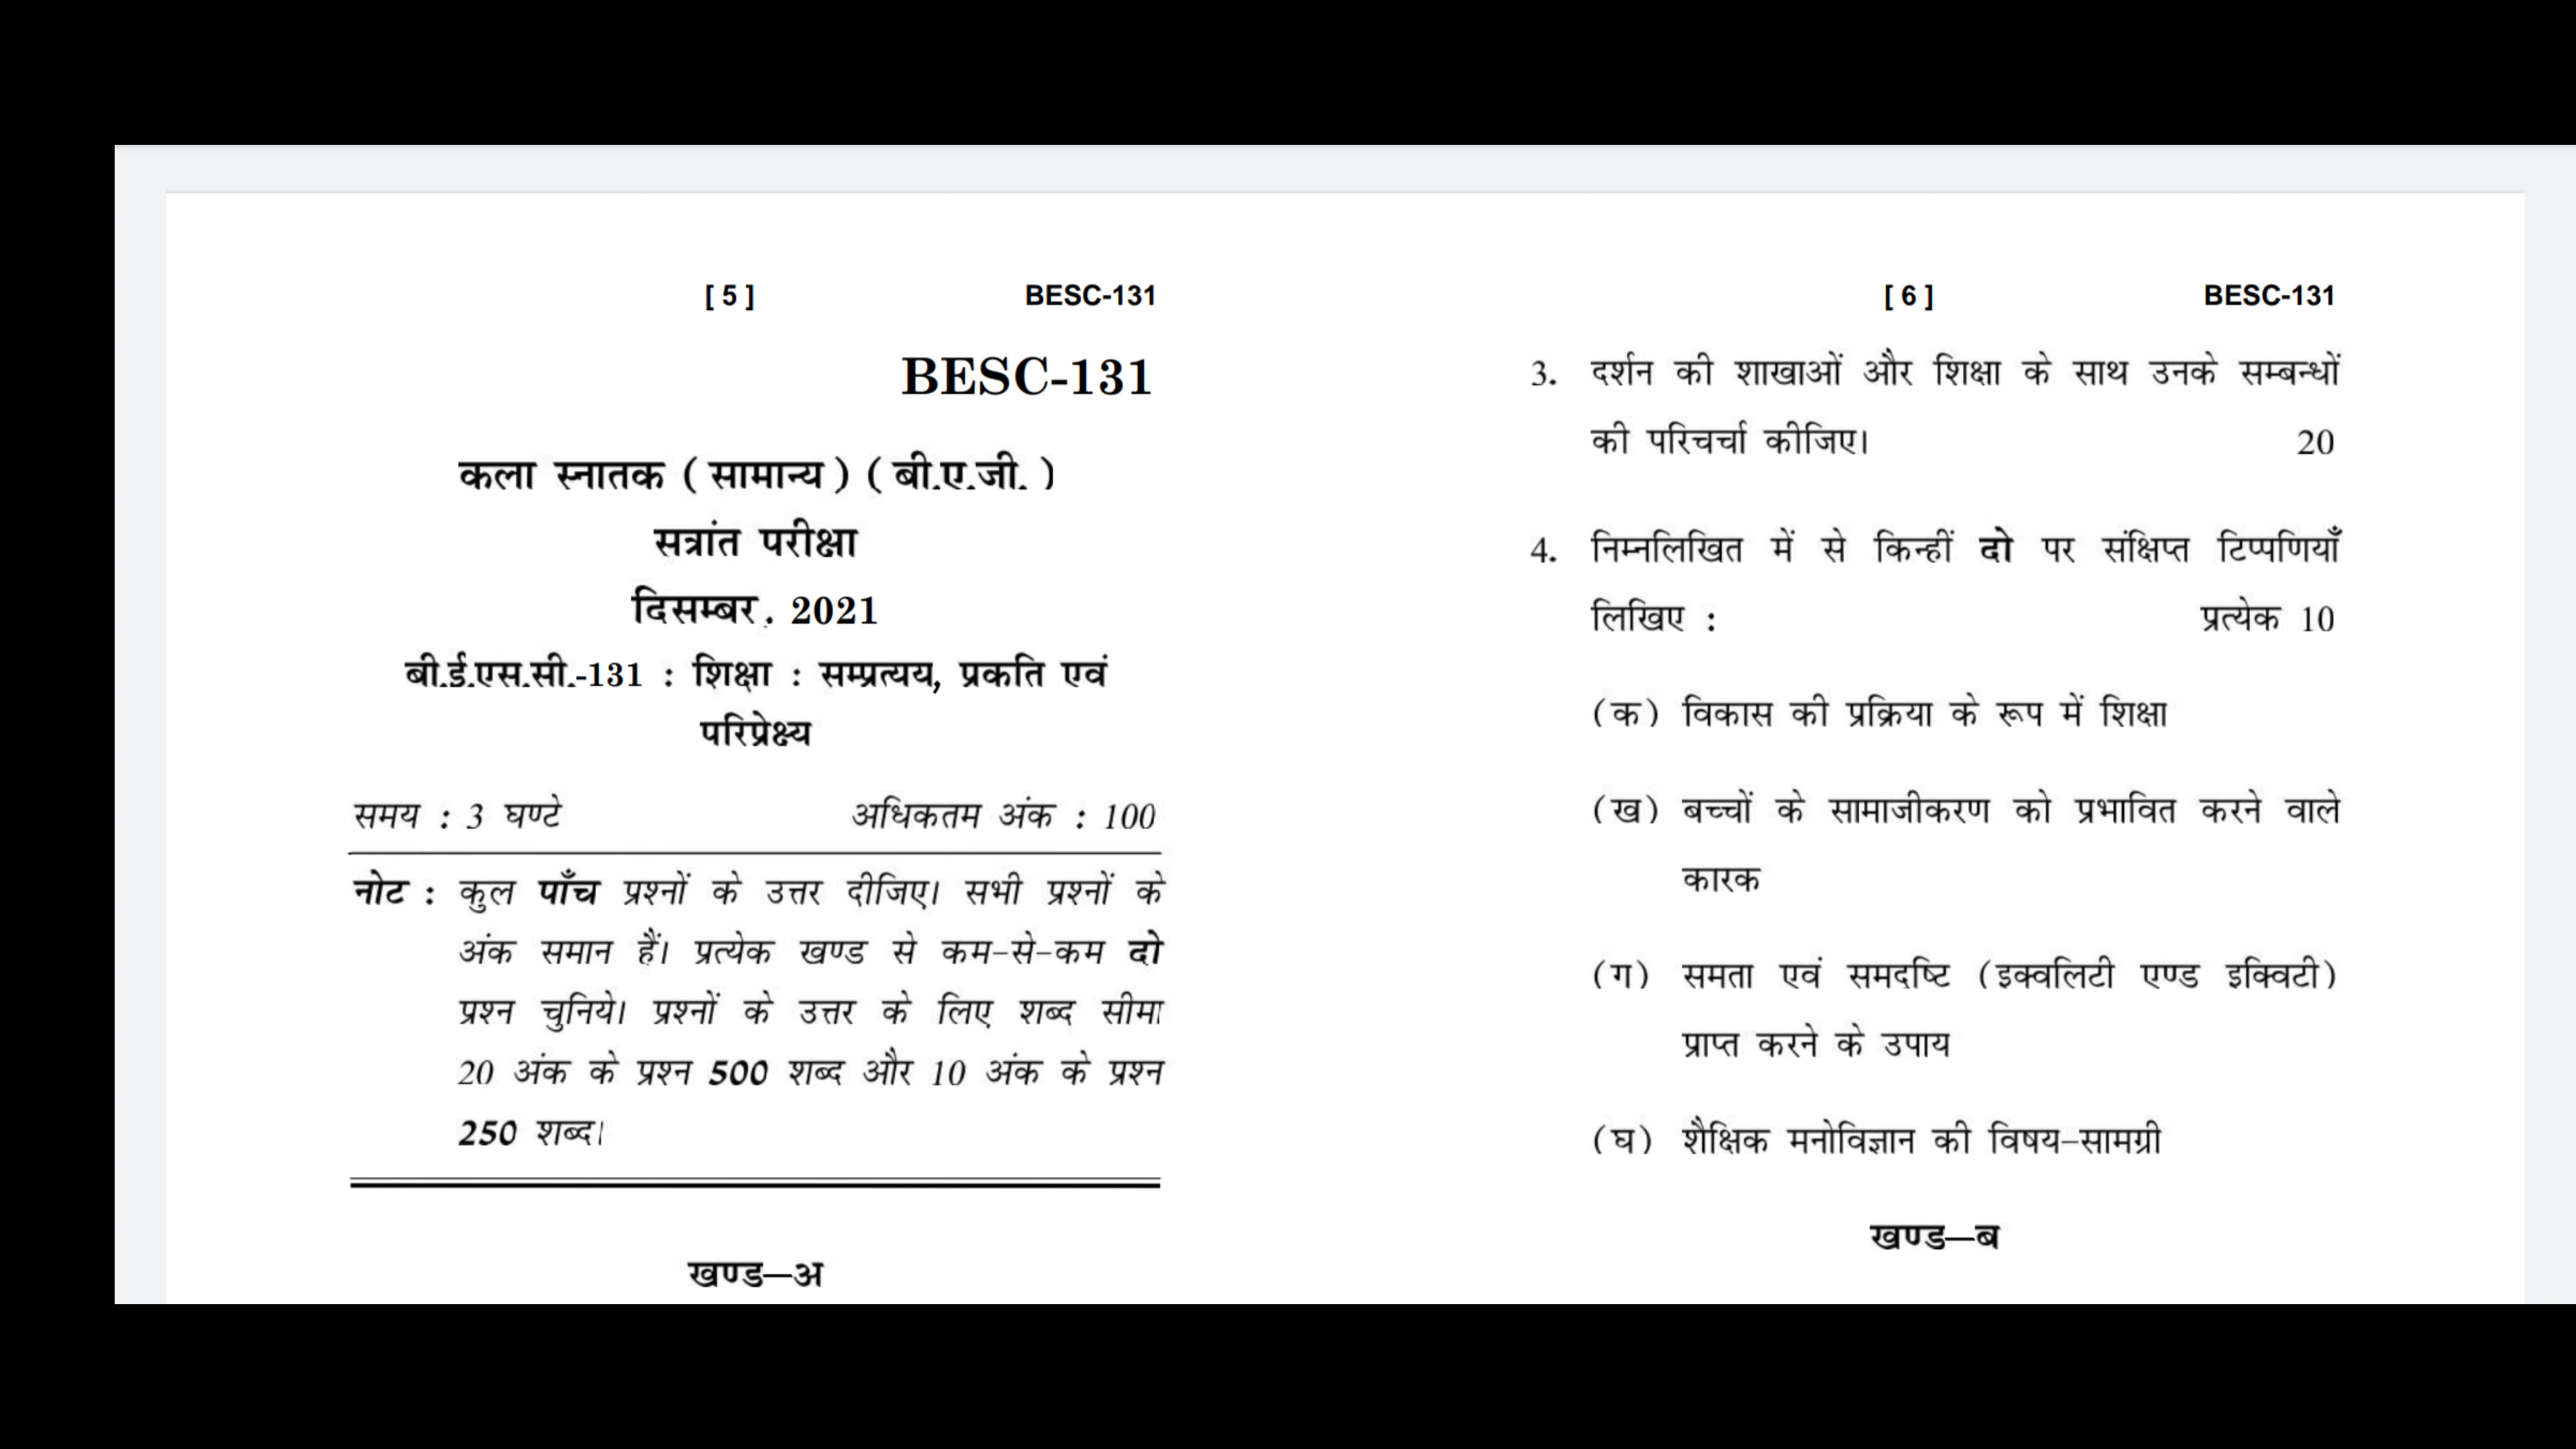 [ 5 ] BESC-131
BESC-131
कला स्नातक ( सामान्य ) ( बी.ए.जी. )
सत्रांत परीक्षा
दिसम्बर, 2021
बी.ई.एस.सी.-131 : शिक्षा : सम्प्रत्यय, प्रकति एवं
परिप्रेक्ष्य
समय : 3 घण्टे अधिकतम अंक : 100
नोट : कुल पाँच प्रश्नों के उत्तर दीजिए। सभी प्रश्नों के
अंक समान हैं। प्रत्येक खण्ड से कम-से-कम दो
प्रश्न चुनिये। प्रश्नों के उत्तर के लिए शब्द सीमा
20 अंक के प्रश्न 500 शब्द और 10 अंक के प्रश्न
250 शब्द।
खण्ड—अ
[ 6 ] BESC-131
3. दर्शन की शाखाओं और शिक्षा के साथ उनके सम्बन्धों
की परिचर्चा कीजिए। 20
4. निम्नलिखित में से किन्हीं दो पर संक्षिप्त टिप्पणियाँ
लिखिए : प्रत्येक 10
(क) विकास की प्रक्रिया के रूप में शिक्षा
(ख) बच्चों के सामाजीकरण को प्रभावित करने वाले
कारक
(ग) समता एवं समदष्टि (इक्वलिटी एण्ड इक्विटी)
प्राप्त करने के उपाय
(घ) शैक्षिक मनोविज्ञान की विषय-सामग्री
खण्ड—ब